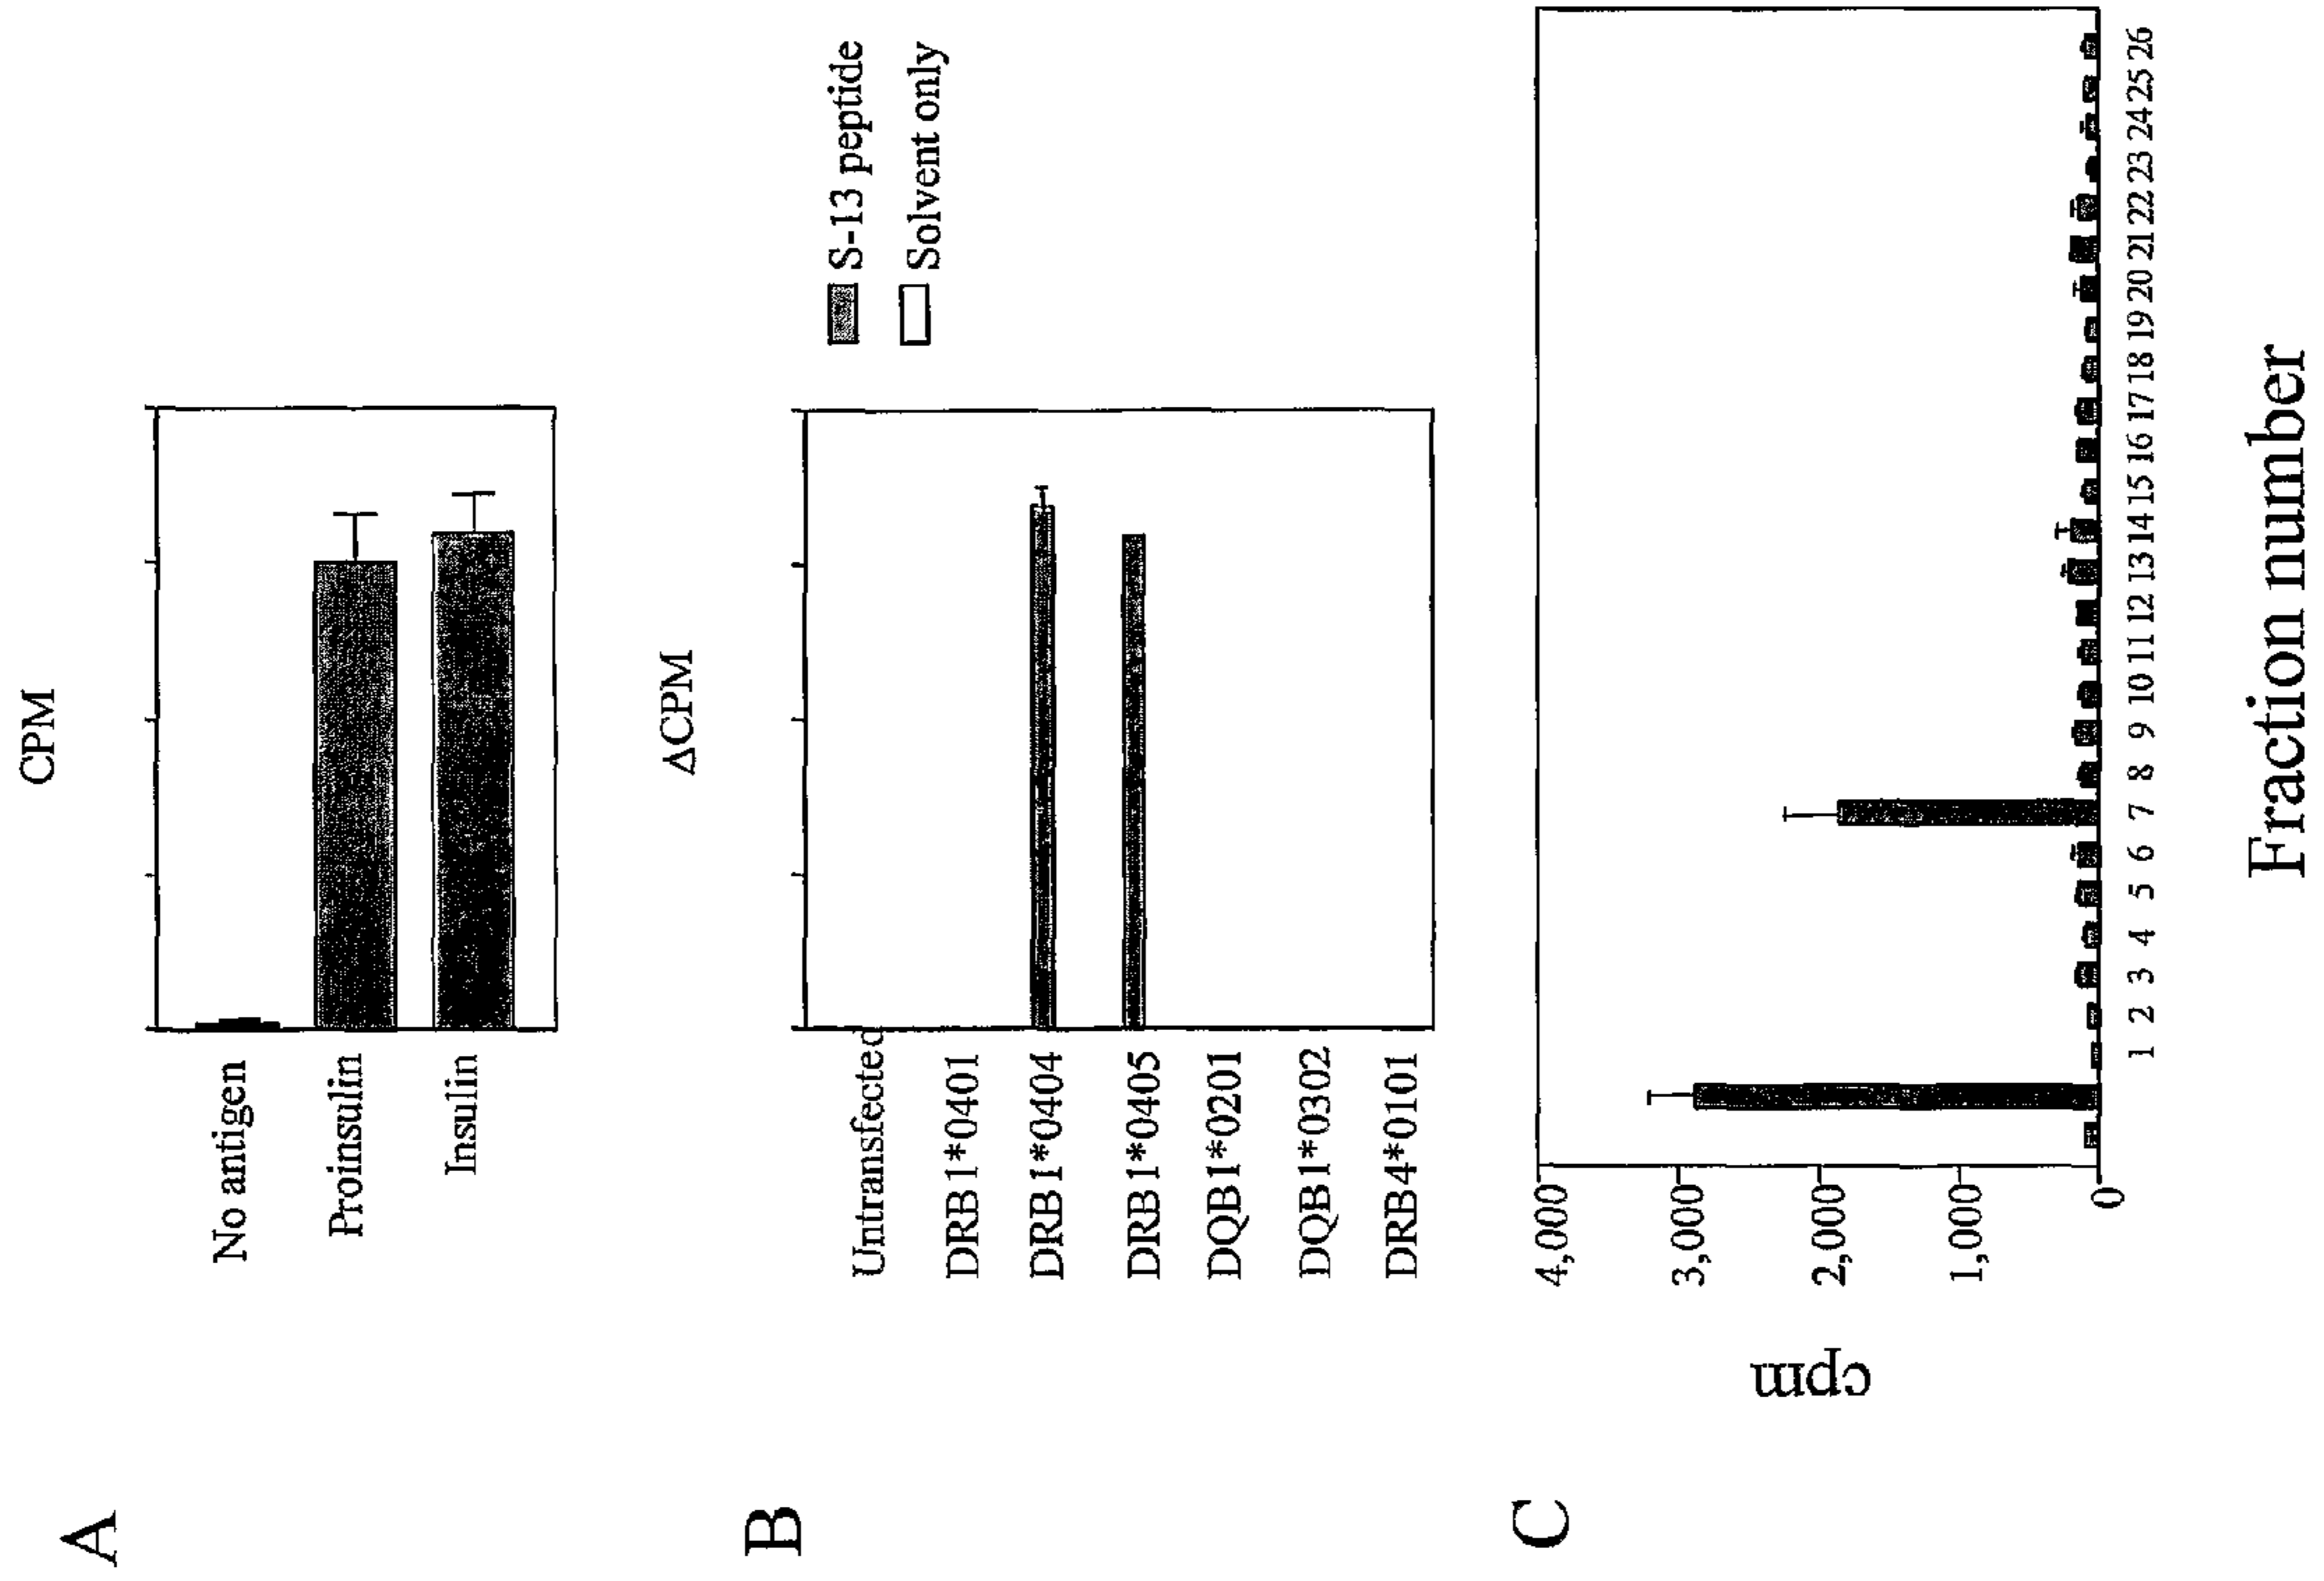 A
CPM
No antigen
Proinsulin
Insulin
B
ΔCPM
Untransfected
DRB1*0401
DRB1*0404
DRB1*0405
DQB1*0201
DQB1*0302
DRB4*0101
S-13 peptide
Solvent only
C
cpm
4,000
3,000
2,000
1,000
0
1 2 3 4 5 6 7 8 9 10 11 12 13 14 15 16 17 18 19 20 21 22 23 24 25 26
Fraction number